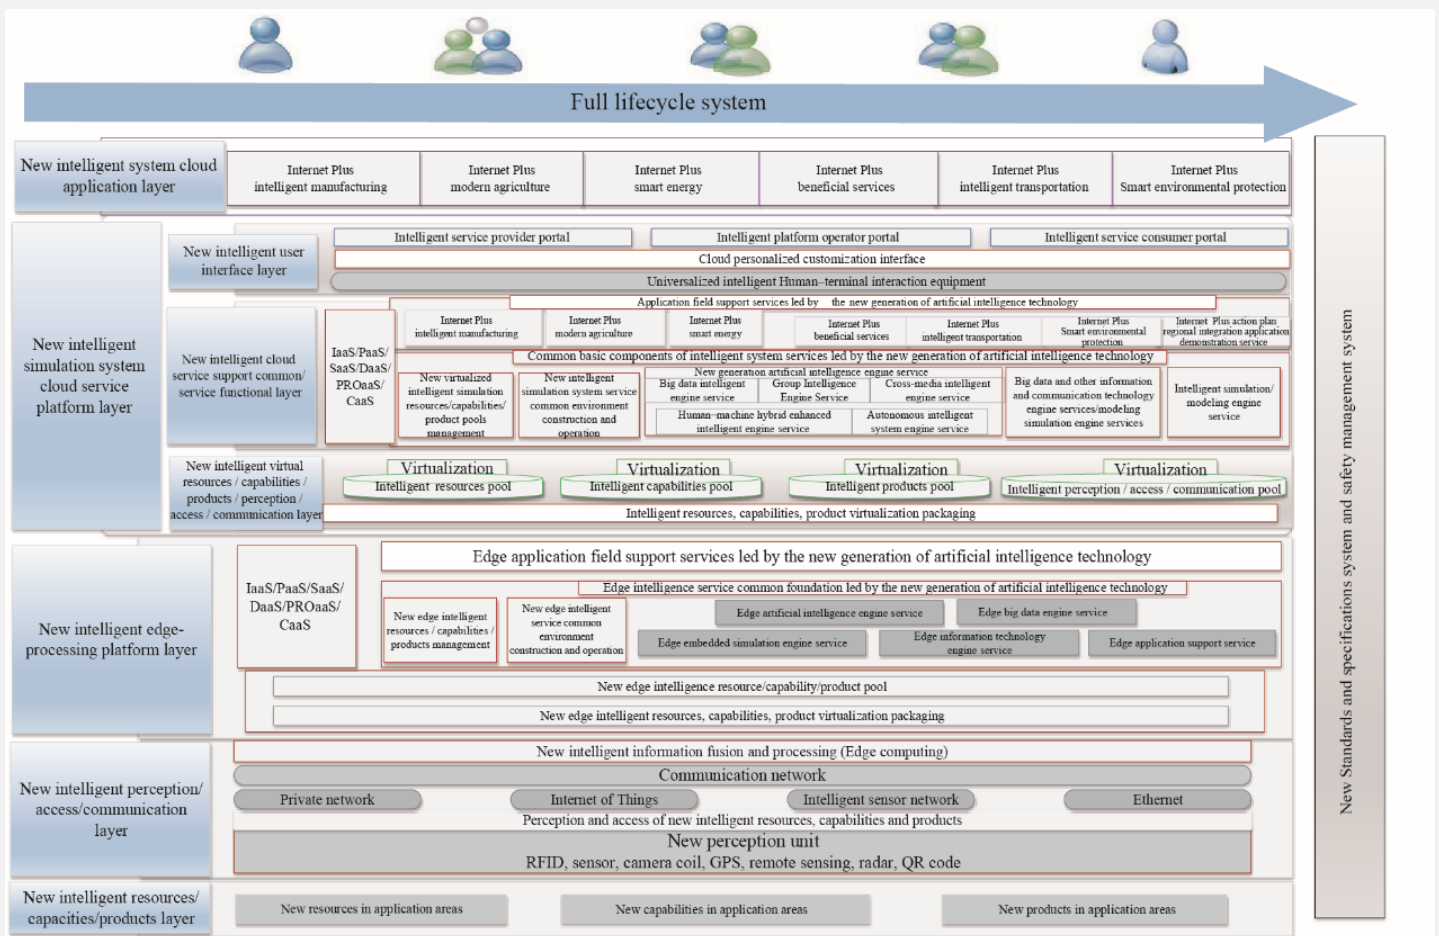 Full lifecycle system
New intelligent system cloud
application layer
Internet Plus
intelligent manufacturing
Internet Plus
modern agriculture
Internet Plus
smart energy
Internet Plus
beneficial services
Internet Plus
intelligent transportation
Internet Plus
Smart environmental protection
New intelligent
simulation system
cloud service
platform layer
New intelligent user
interface layer
Intelligent service provider portal
Intelligent platform operator portal
Intelligent service consumer portal
Cloud personalized customization interface
Universalized intelligent Human–terminal interaction equipment
New intelligent cloud
service support common/
service functional layer
IaaS/PaaS/
SaaS/DaaS/
PROaaS/
CaaS
Application field support services led by the new generation of artificial intelligence technology
Internet Plus
intelligent manufacturing
Internet Plus
modern agriculture
Internet Plus
smart energy
Internet Plus
beneficial services
Internet Plus
intelligent transportation
Internet Plus
Smart environmental
protection
Internet Plus action plan
regional integration application
demonstration service
Common basic components of intelligent system services led by the new generation of artificial intelligence technology
New virtualized
intelligent simulation
resources/capabilities/
product pools
management
New intelligent
simulation system service
common environment
construction and
operation
New generation artificial intelligence engine service
Big data intelligent
engine service
Group Intelligence
Engine Service
Cross-media intelligent
engine service
Human–machine hybrid enhanced
intelligent engine service
Autonomous intelligent
system engine service
Big data and other information
and communication technology
engine services/modeling
simulation engine services
Intelligent simulation/
modeling engine
service
New intelligent virtual
resources / capabilities /
products / perception /
access / communication layer
Virtualization
Intelligent resources pool
Virtualization
Intelligent capabilities pool
Virtualization
Intelligent products pool
Virtualization
Intelligent perception / access / communication pool
Intelligent resources, capabilities, product virtualization packaging
New intelligent edge-
processing platform layer
IaaS/PaaS/SaaS/
DaaS/PROaaS/
CaaS
Edge application field support services led by the new generation of artificial intelligence technology
Edge intelligence service common foundation led by the new generation of artificial intelligence technology
New edge intelligent
resources / capabilities /
products management
New edge intelligent
service common
environment
construction and operation
Edge artificial intelligence engine service
Edge big data engine service
Edge embedded simulation engine service
Edge information technology
engine service
Edge application support service
New edge intelligence resource/capability/product pool
New edge intelligent resources, capabilities, product virtualization packaging
New intelligent perception/
access/communication
layer
New intelligent information fusion and processing (Edge computing)
Communication network
Private network
Internet of Things
Intelligent sensor network
Ethernet
Perception and access of new intelligent resources, capabilities and products
New perception unit
RFID, sensor, camera coil, GPS, remote sensing, radar, QR code
New intelligent resources/
capacities/products layer
New resources in application areas
New capabilities in application areas
New products in application areas
New Standards and specifications system and safety management system